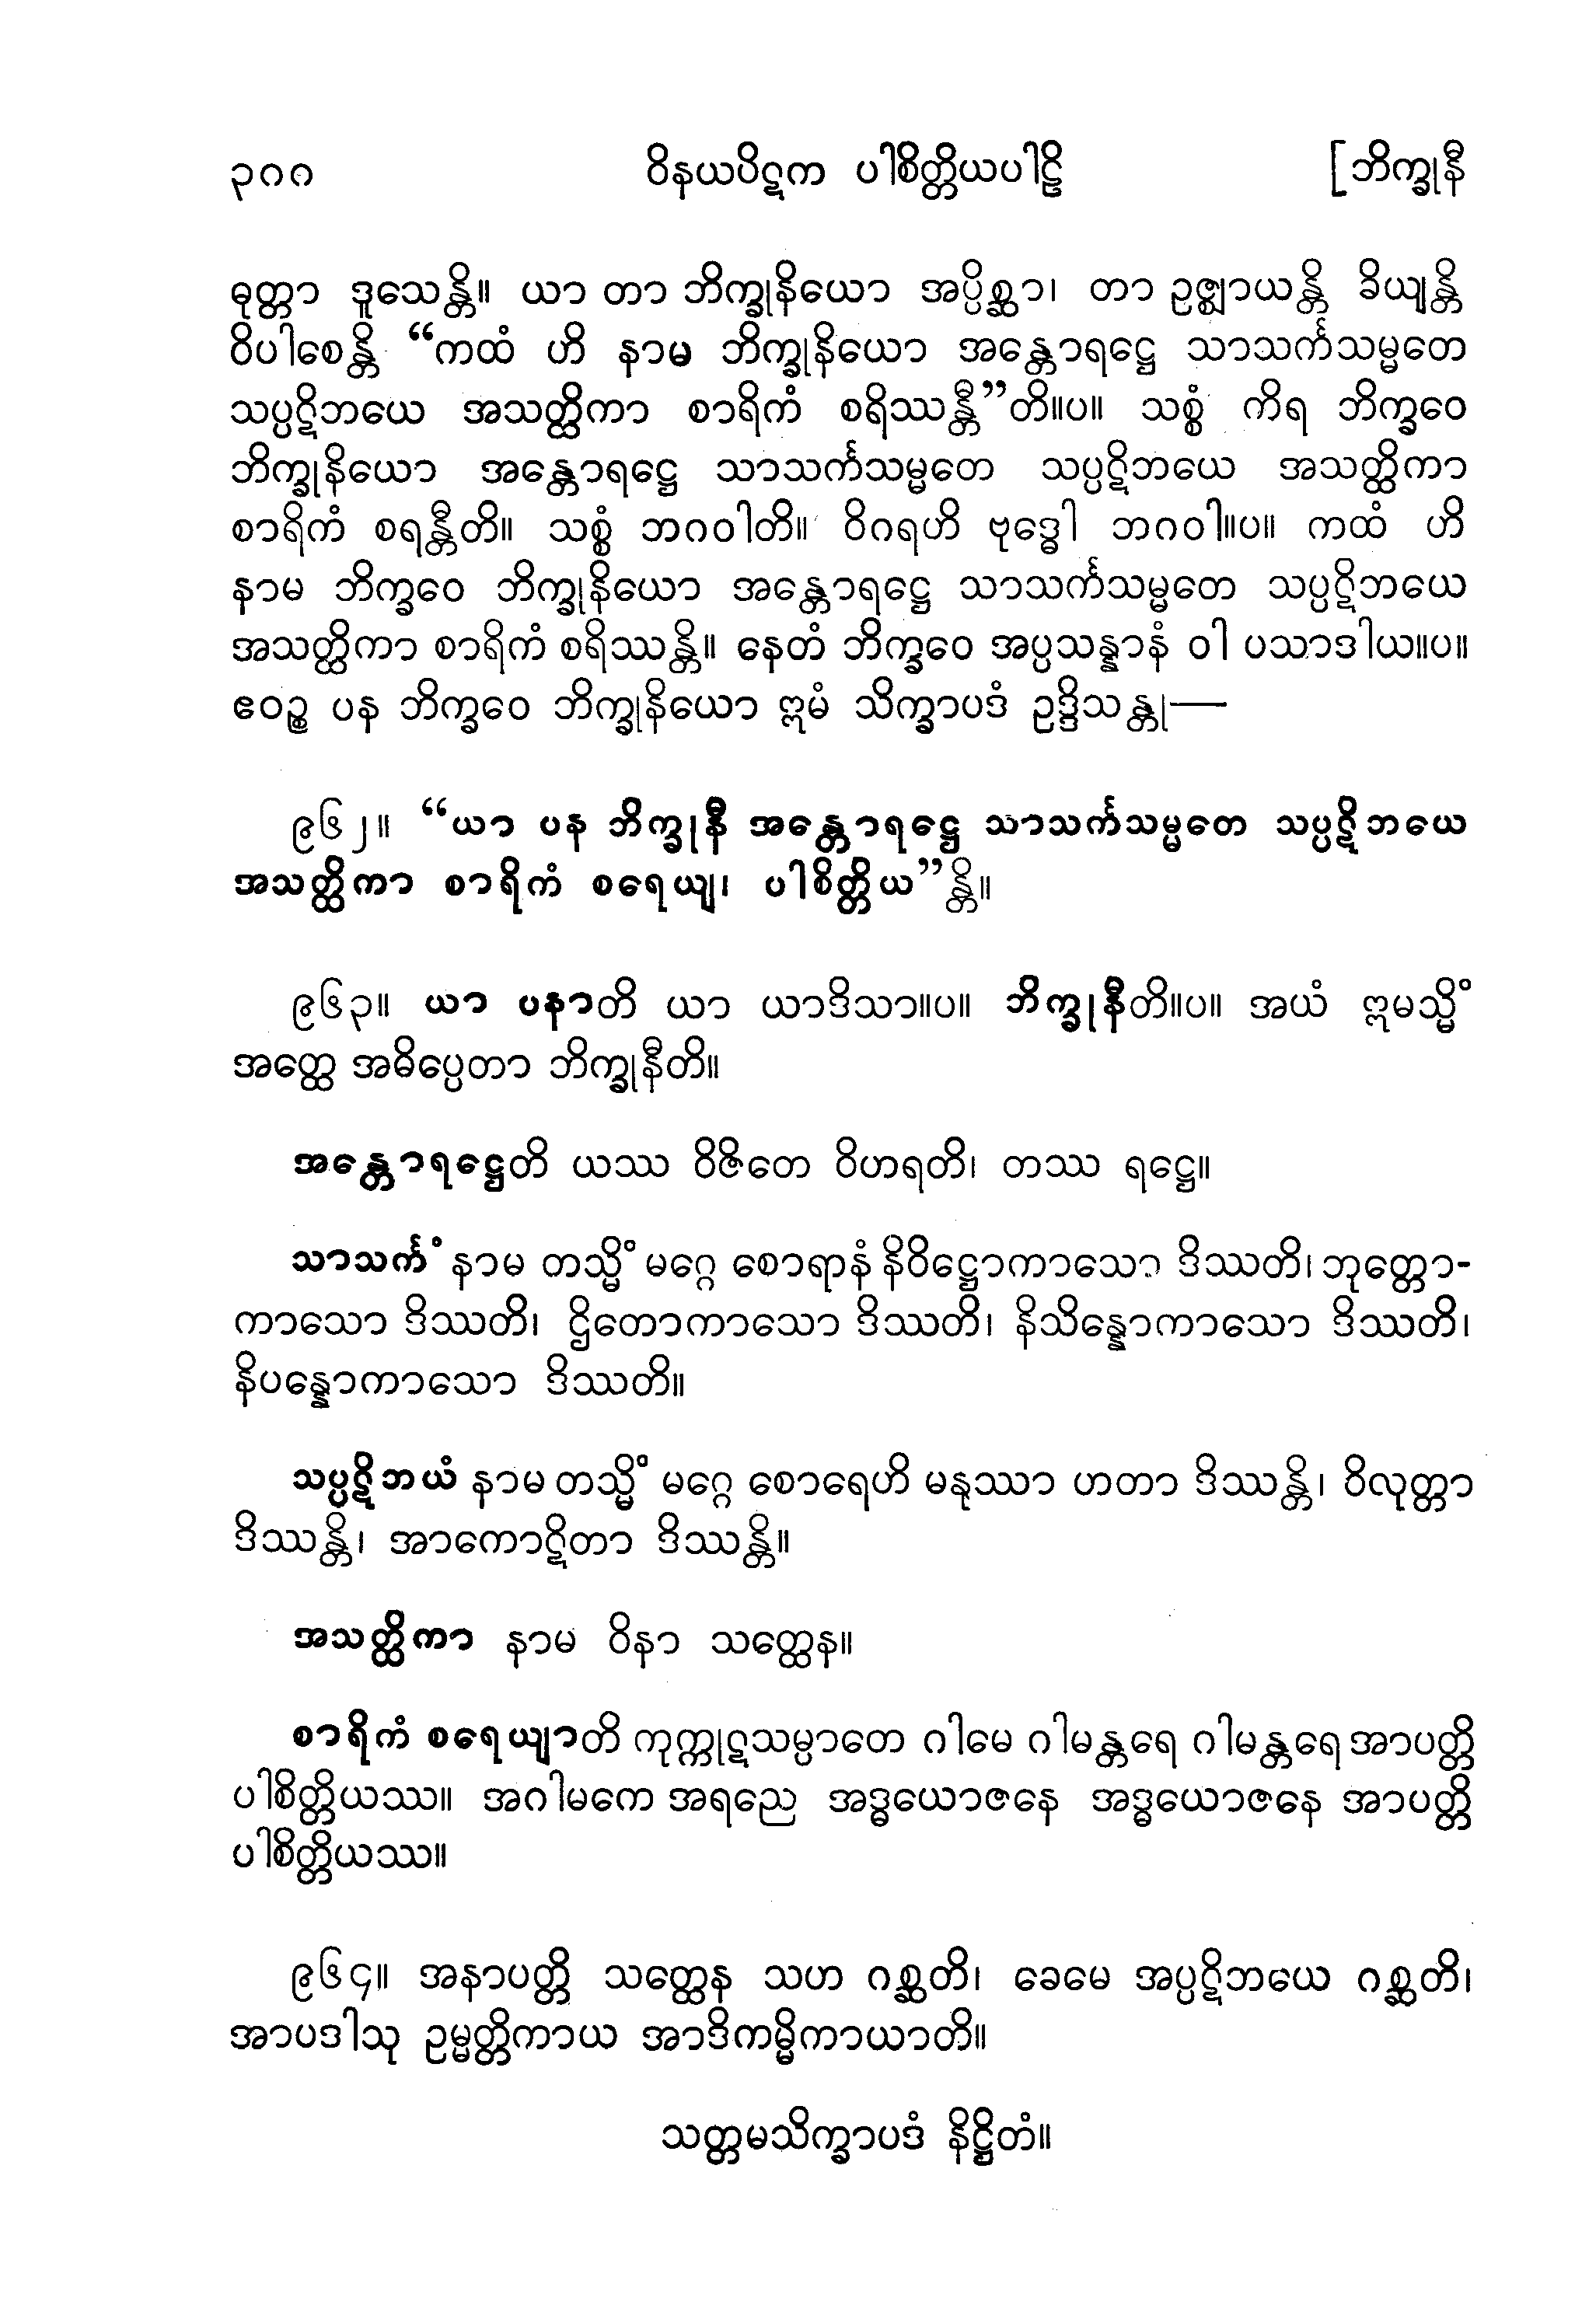 ၃၈၈ ဝိနယပိဋက ပါစိတ္တိယပါဠိ [ဘိက္ခုနီ
ဓုတ္တာ ဒူသေန္တိ။ ယာ တာ ဘိက္ခုနိယော အပ္ပိစ္ဆာ၊ တာ ဥဇ္ဈာယန္တိ ခိယျန္တိ
ဝိပါစေန္တိ “ကထံ ဟိ နာမ ဘိက္ခုနိယော အန္တောရဋ္ဌေ သာသင်္ကသမ္မတေ
သပ္ပဋိဘယေ အသတ္ထိကာ စာရိကံ စရိဿန္တီ”တိ။ပ။ သစ္စံ ကိရ ဘိက္ခဝေ
ဘိက္ခုနိယော အန္တောရဋ္ဌေ သာသင်္ကသမ္မတေ သပ္ပဋိဘယေ အသတ္ထိကာ
စာရိကံ စရန္တီတိ။ သစ္စံ ဘဂဝါတိ။ ဝိဂရဟိ ဗုဒ္ဓေါ ဘဂဝါ။ပ။ ကထံ ဟိ
နာမ ဘိက္ခဝေ ဘိက္ခုနိယော အန္တောရဋ္ဌေ သာသင်္ကသမ္မတေ သပ္ပဋိဘယေ
အသတ္ထိကာ စာရိကံ စရိဿန္တိ။ နေတံ ဘိက္ခဝေ အပ္ပသန္နာနံ ဝါ ပသာဒါယ။ပ။
ဧဝဉ္စ ပန ဘိက္ခဝေ ဘိက္ခုနိယော ဣမံ သိက္ခာပဒံ ဥဒ္ဒိသန္တု—
၉၆၂။ “ယာ ပန ဘိက္ခုနီ အန္တောရဋ္ဌေ သာသင်္ကသမ္မတေ သပ္ပဋိဘယေ
အသတ္ထိကာ စာရိကံ စရေယျ၊ ပါစိတ္တိယ”န္တိ။
၉၆၃။ ယာ ပနာတိ ယာ ယာဒိသာ။ပ။ ဘိက္ခုနီတိ။ပ။ အယံ ဣမသ္မိံ
အတ္ထေ အဓိပ္ပေတာ ဘိက္ခုနီတိ။
အန္တောရဋ္ဌေတိ ယဿ ဝိဇိတေ ဝိဟရတိ၊ တဿ ရဋ္ဌေ။
သာသင်္ကံ နာမ တသ္မိံ မဂ္ဂေ စောရာနံ နိဝိဋ္ဌောကာသော ဒိဿတိ၊ ဘုတ္တော-
ကာသော ဒိဿတိ၊ ဌိတောကာသော ဒိဿတိ၊ နိသိန္နောကာသော ဒိဿတိ၊
နိပန္နောကာသော ဒိဿတိ။
သပ္ပဋိဘယံ နာမ တသ္မိံ မဂ္ဂေ စောရေဟိ မနုဿာ ဟတာ ဒိဿန္တိ၊ ဝိလုတ္တာ
ဒိဿန္တိ၊ အာကောဋိတာ ဒိဿန္တိ။
အသတ္ထိကာ နာမ ဝိနာ သတ္ထေန။
စာရိကံ စရေယျာတိ ကုက္ကုဋသမ္ပာတေ ဂါမေ ဂါမန္တရေ ဂါမန္တရေ အာပတ္တိ
ပါစိတ္တိယဿ။ အဂါမကေ အရညေ အဒ္ဓယောဇနေ အဒ္ဓယောဇနေ အာပတ္တိ
ပါစိတ္တိယဿ။
၉၆၄။ အနာပတ္တိ သတ္ထေန သဟ ဂစ္ဆတိ၊ ခေမေ အပ္ပဋိဘယေ ဂစ္ဆတိ၊
အာပဒါသု ဥမ္မတ္တိကာယ အာဒိကမ္မိကာယာတိ။
သတ္တမသိက္ခာပဒံ နိဋ္ဌိတံ။